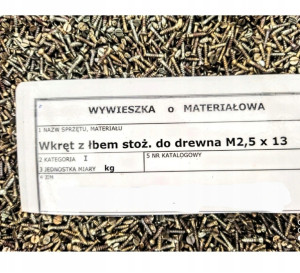 WYWIESZKA o MATERIAŁOWA
1 NAZW SPRZĘTU, MATERIAŁU
Wkręt z łbem stoż. do drewna M2,5 x 13
2 KATEGORIA I
5 NR KATALOGOWY
3 JEDNOSTKA MIARY kg